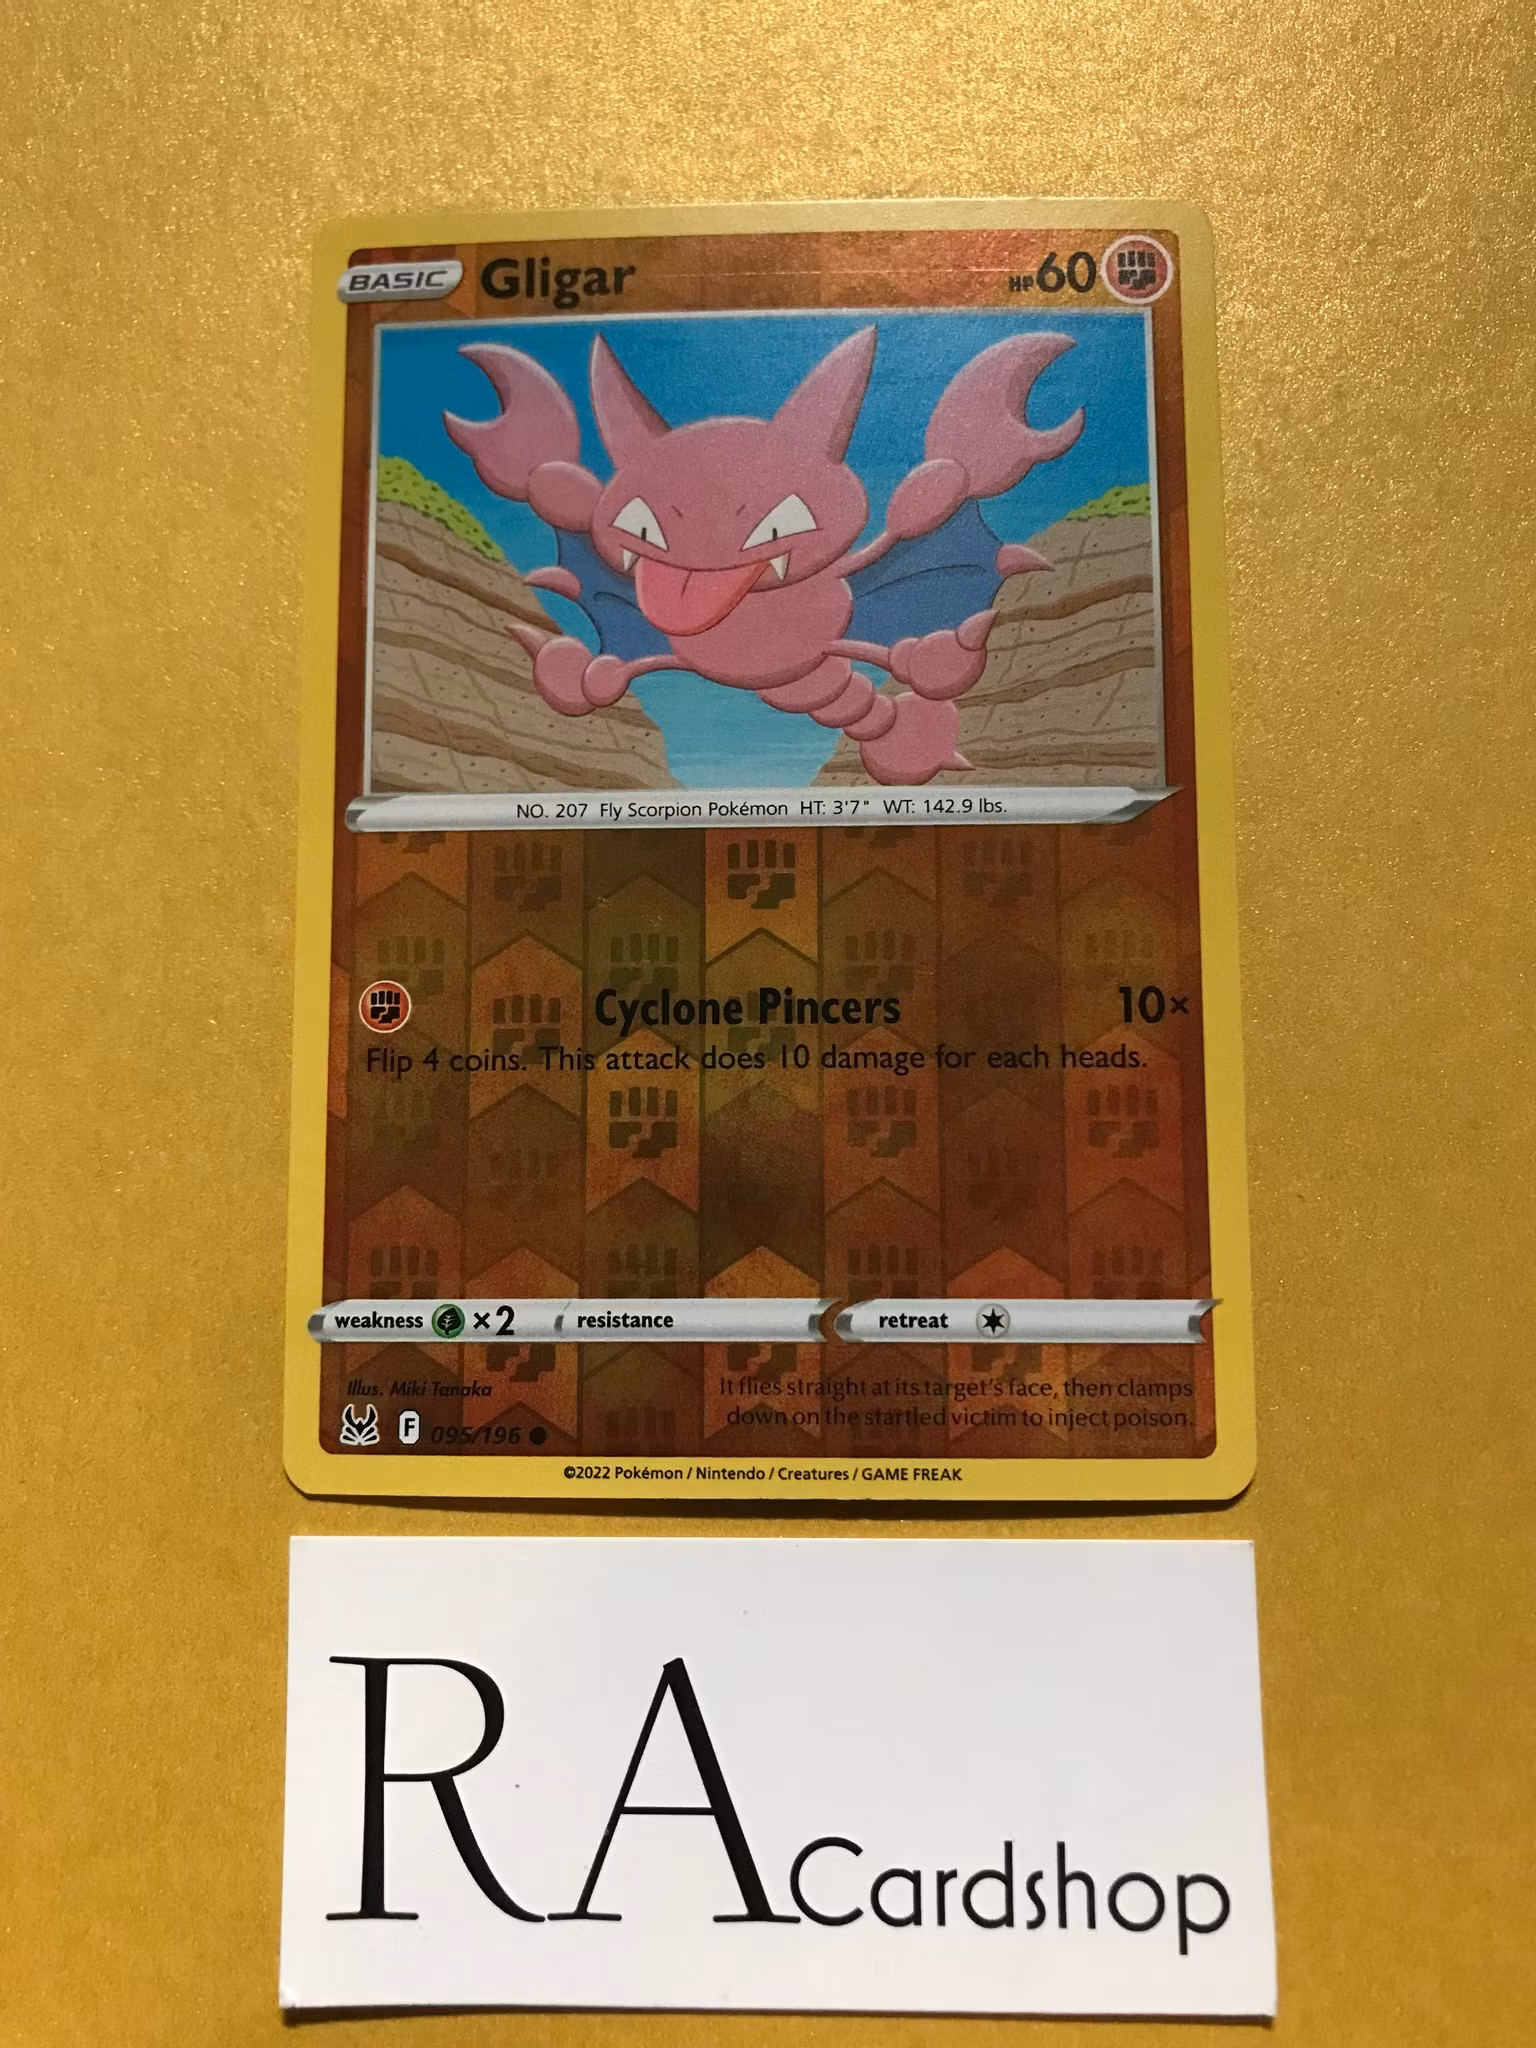 BASIC Gligar HP 60
NO. 207 Fly Scorpion Pokémon HT: 3'7" WT: 142.9 lbs.
Cyclone Pincers 10×
Flip 4 coins. This attack does 10 damage for each heads.
weakness ×2 resistance retreat
Illus. Miki Tanaka
It flies straight at its target's face, then clamps
down on the startled victim to inject poison.
F 095/196
©2022 Pokémon / Nintendo / Creatures / GAME FREAK
RA Cardshop